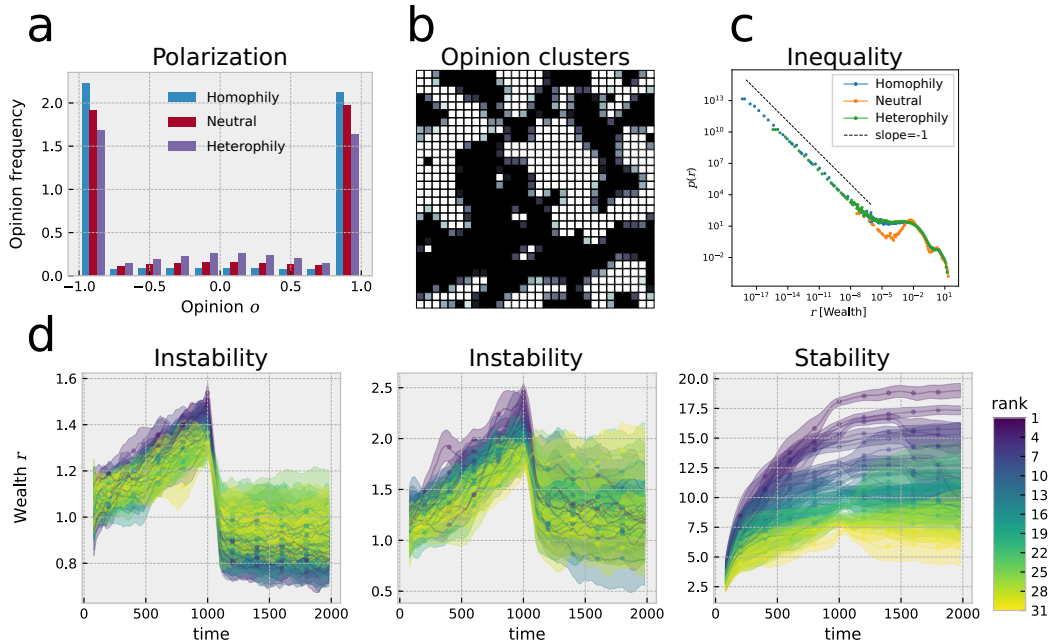 a
Polarization
Opinion frequency
2.0
1.5
1.0
0.5
0.0
−1.0
−0.5
0.0
0.5
1.0
Opinion o
Homophily
Neutral
Heterophily
b
Opinion clusters
c
Inequality
p(r)
10^13
10^10
10^7
10^4
10^1
10^−2
10^−17
10^−14
10^−11
10^−8
10^−5
10^−2
10^1
r [Wealth]
Homophily
Neutral
Heterophily
slope=-1
d
Instability
Wealth r
1.6
1.4
1.2
1.0
0.8
0
500
1000
1500
2000
time
Instability
2.5
2.0
1.5
1.0
0.5
0
500
1000
1500
2000
time
Stability
20.0
17.5
15.0
12.5
10.0
7.5
5.0
2.5
0
500
1000
1500
2000
time
rank
1
4
7
10
13
16
19
22
25
28
31